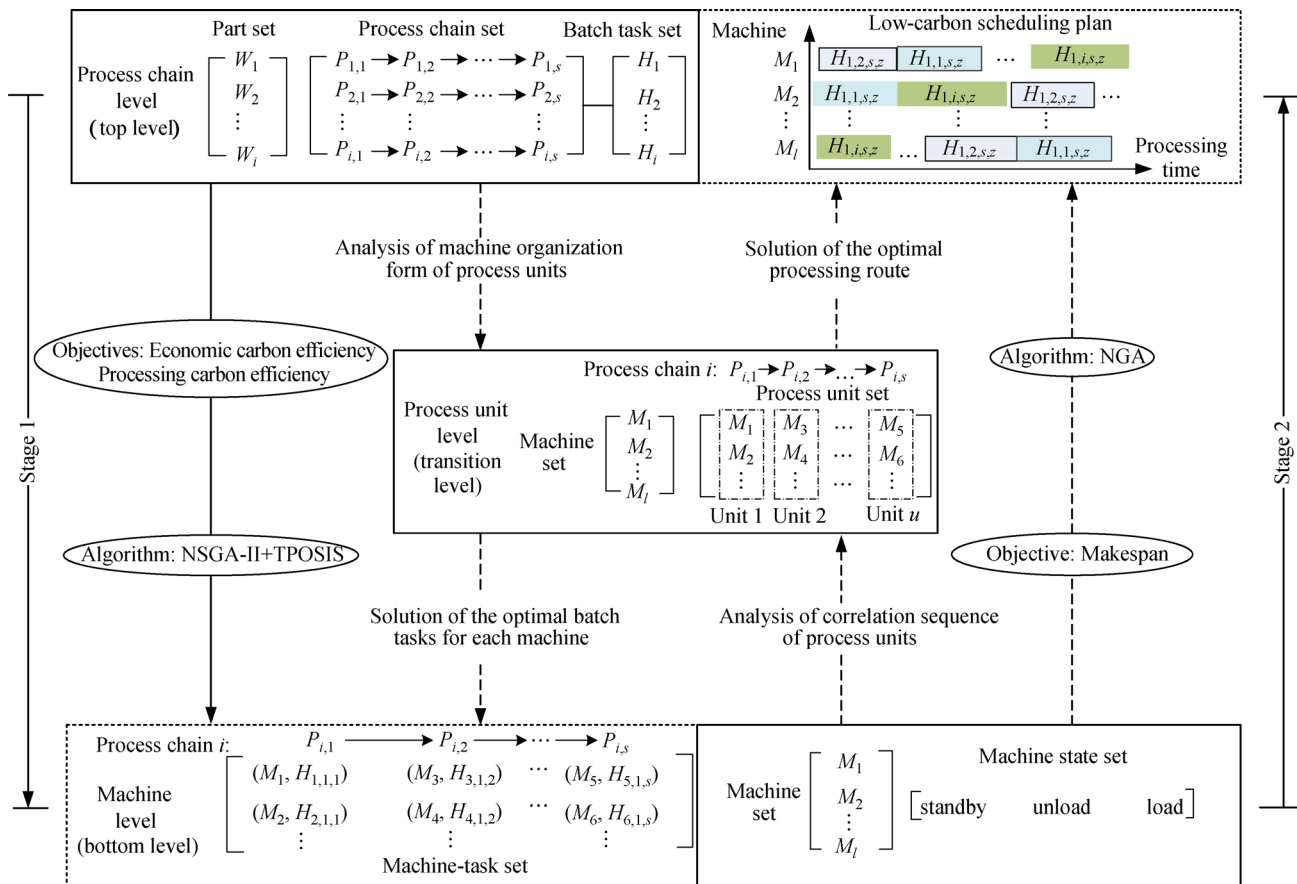 Part set
Process chain set
Batch task set
Process chain
level
(top level)
W1
W2
⋮
Wi
P1,1 → P1,2 → ⋯ → P1,s
P2,1 → P2,2 → ⋯ → P2,s
⋮ ⋮ ⋮
Pi,1 → Pi,2 → ⋯ → Pi,s
H1
H2
⋮
Hi
Low-carbon scheduling plan
Machine
M1 H1,2,s,z H1,1,s,z ⋯ H1,i,s,z
M2 H1,1,s,z H1,i,s,z H1,2,s,z ⋯
⋮ ⋮ ⋮
Ml H1,i,s,z ⋯ H1,2,s,z H1,1,s,z
Processing
time
Stage 1
Analysis of machine organization
form of process units
Solution of the optimal
processing route
Objectives: Economic carbon efficiency
Processing carbon efficiency
Algorithm: NGA
Stage 2
Process unit
level
(transition
level)
Process chain i: Pi,1 → Pi,2 → … → Pi,s
Process unit set
Machine
set
M1
M2
⋮
Ml
M1 M3 ⋯ M5
M2 M4 ⋯ M6
⋮ ⋮ ⋯ ⋮
Unit 1 Unit 2 Unit u
Algorithm: NSGA-II+TPOSIS
Objective: Makespan
Solution of the optimal batch
tasks for each machine
Analysis of correlation sequence
of process units
Process chain i: Pi,1 → Pi,2 → ⋯ → Pi,s
Machine
level
(bottom level)
(M1, H1,1,1) (M3, H3,1,2) ⋯ (M5, H5,1,s)
(M2, H2,1,1) (M4, H4,1,2) ⋯ (M6, H6,1,s)
⋮ ⋮ ⋮
Machine-task set
Machine
set
M1
M2
⋮
Ml
Machine state set
[standby unload load]